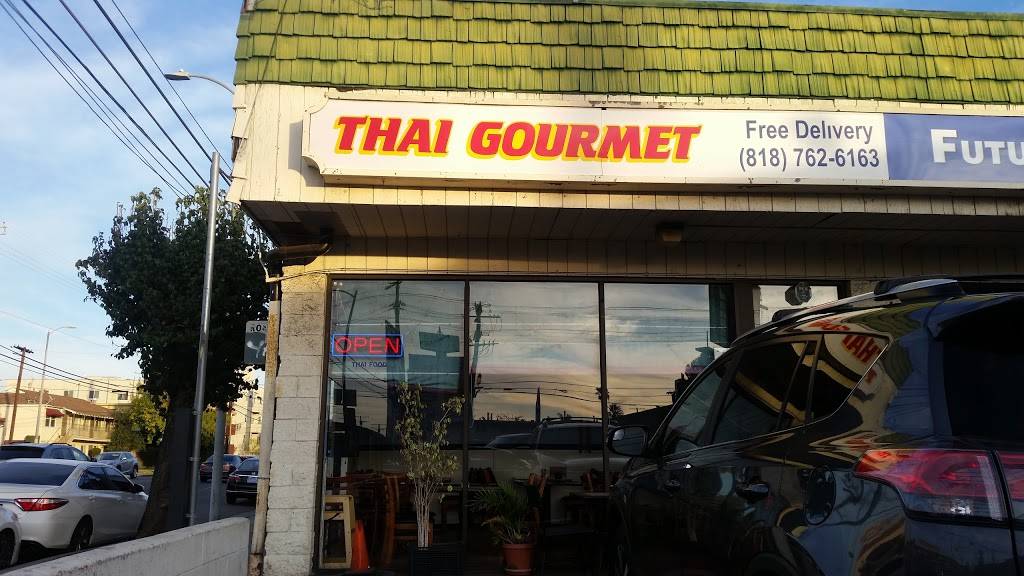 THAI GOURMET
Free Delivery
(818) 762-6163
FUTU
OPEN
THAI FOOD